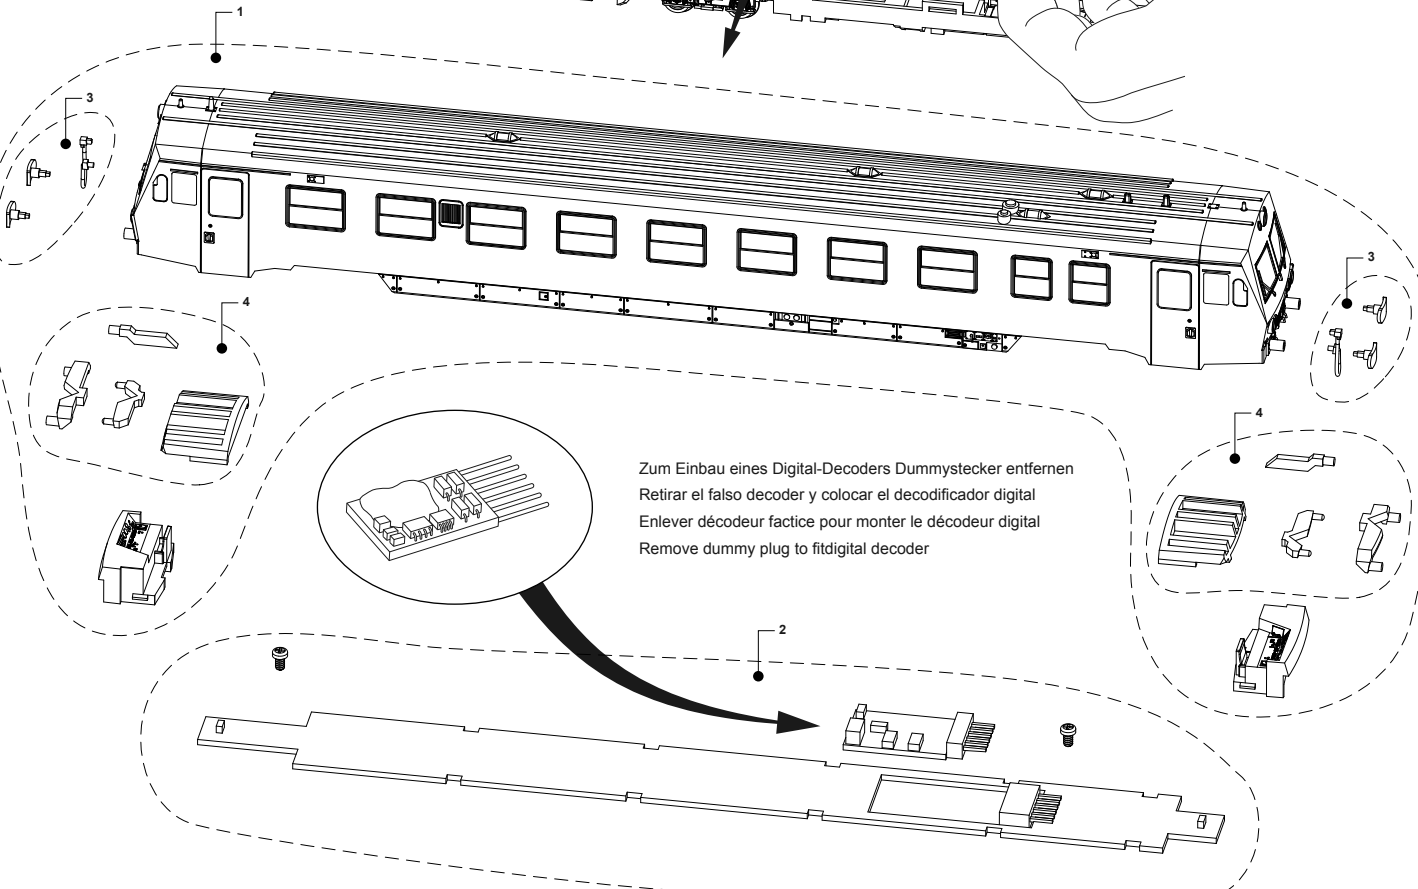 1
3
3
4
Zum Einbau eines Digital-Decoders Dummystecker entfernen
Retirar el falso decoder y colocar el decodificador digital
Enlever décodeur factice pour monter le décodeur digital
Remove dummy plug to fitdigital decoder
4
2